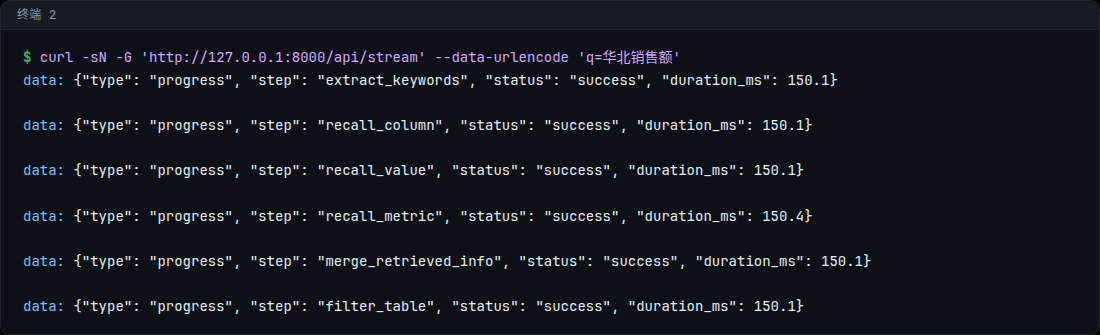 终端 2
$ curl -sN -G 'http://127.0.0.1:8000/api/stream' --data-urlencode 'q=华北销售额'
data: {"type": "progress", "step": "extract_keywords", "status": "success", "duration_ms": 150.1}
data: {"type": "progress", "step": "recall_column", "status": "success", "duration_ms": 150.1}
data: {"type": "progress", "step": "recall_value", "status": "success", "duration_ms": 150.1}
data: {"type": "progress", "step": "recall_metric", "status": "success", "duration_ms": 150.4}
data: {"type": "progress", "step": "merge_retrieved_info", "status": "success", "duration_ms": 150.1}
data: {"type": "progress", "step": "filter_table", "status": "success", "duration_ms": 150.1}